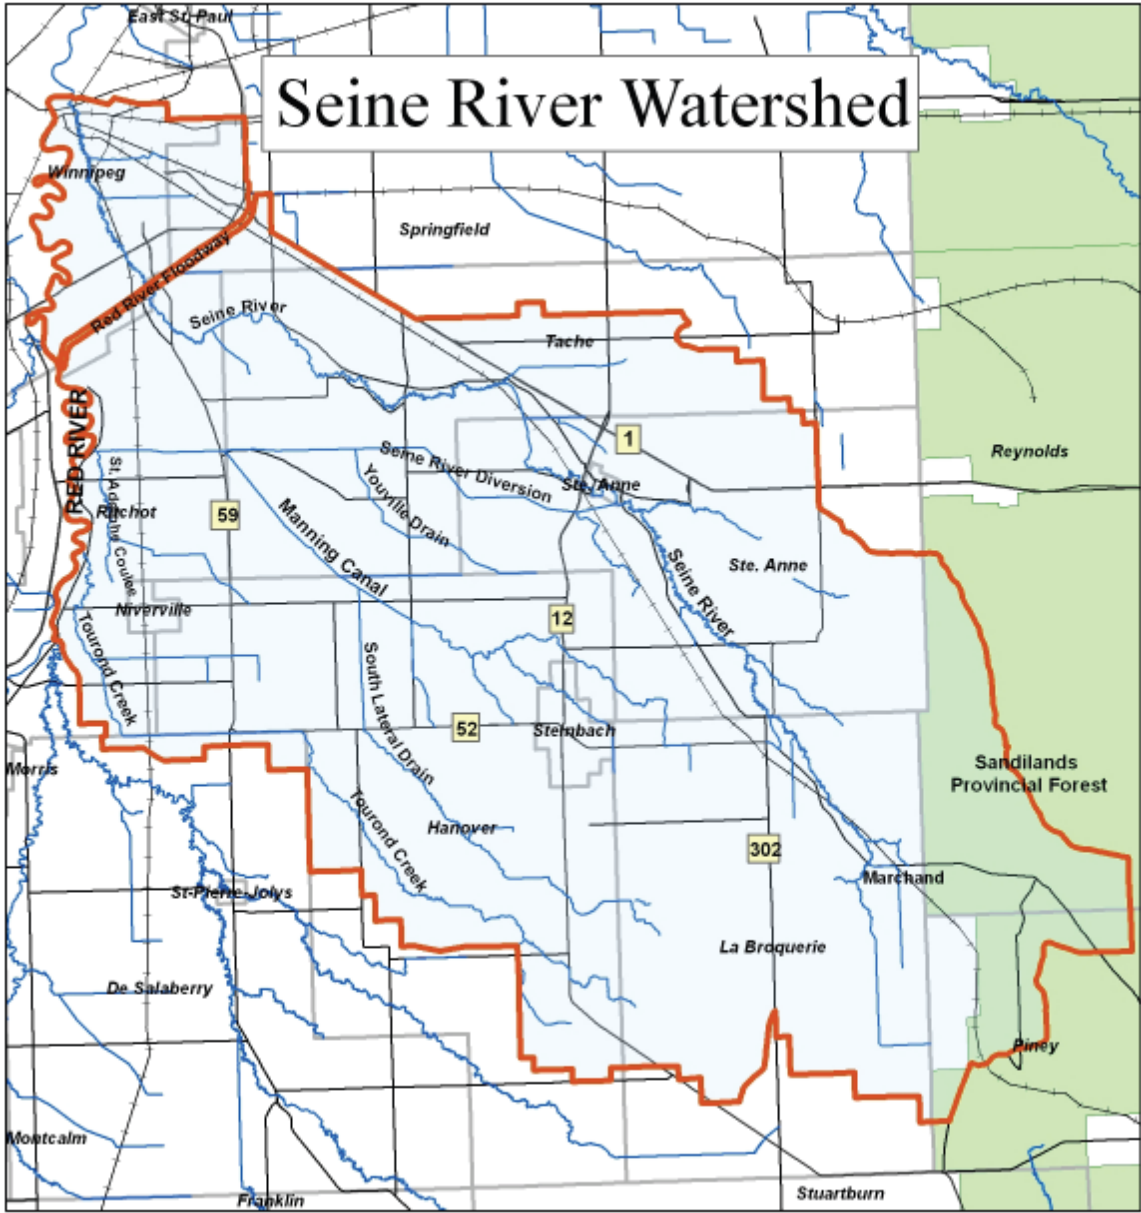 East St. Paul
Seine River Watershed
Winnipeg
Springfield
Red River Floodway
Seine River
Tache
RED RIVER
1
Reynolds
Seine River Diversion
Ste. Anne
St. Adolphe Coulee
Youville Drain
Ritchot
59
Manning Canal
Seine River
Ste. Anne
Niverville
12
Tourond Creek
South Lateral Drain
52
Steinbach
Morris
Sandilands
Provincial Forest
Tourond Creek
Hanover
302
Marchand
St-Pierre-Jolys
La Broquerie
De Salaberry
Piney
Montcalm
Franklin
Stuartburn